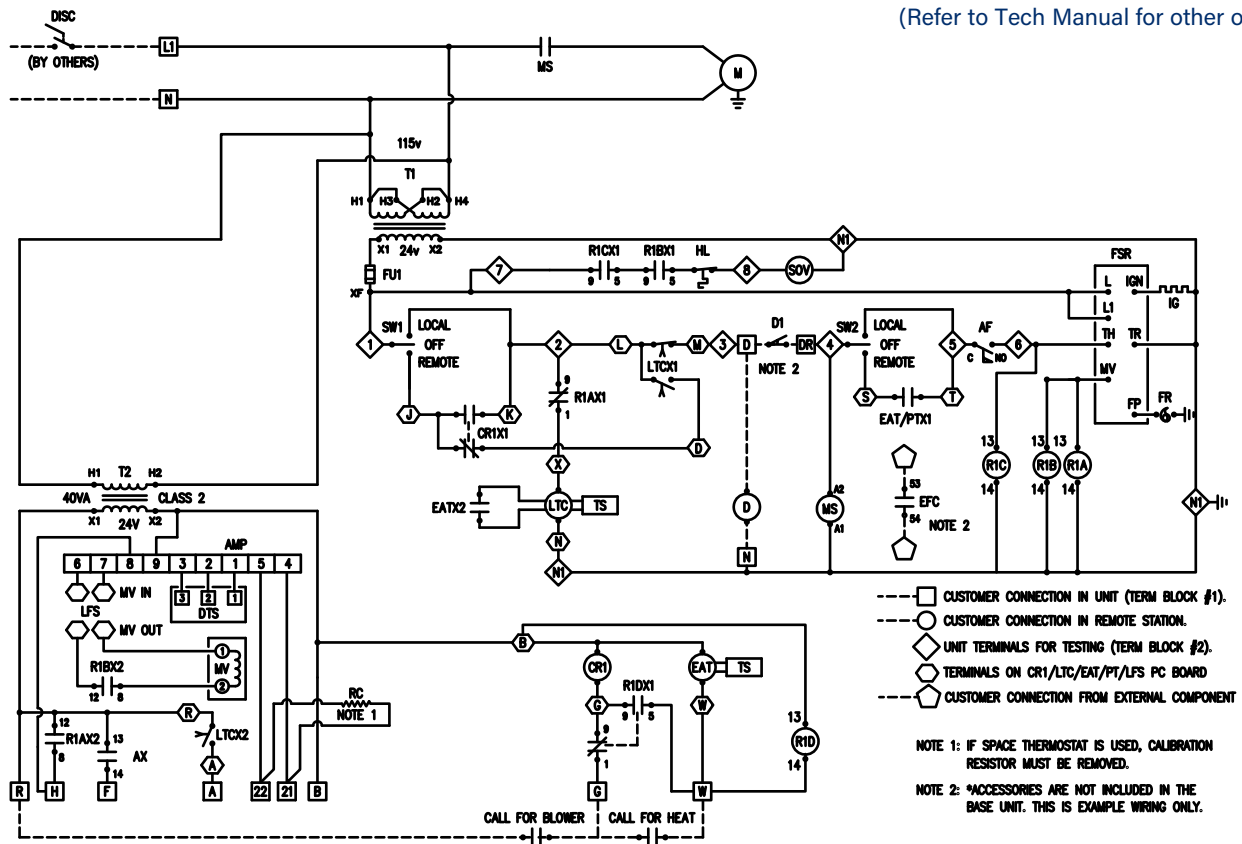 (Refer to Tech Manual for other o
DISC
(BY OTHERS)
L1
MS
M
N
115v
T1
H1 H3 H2 H4
X1 24v X2
FU1
XF
7
R1CX1
9 5
R1BX1
9 5
HL
8
SOV
N1
FSR
L IGN
IG
L1
TH TR
MV
FP FR
1
SW1
LOCAL
OFF
REMOTE
2
L
LTCX1
M
3
D
D1
NOTE 2
DR
4
SW2
LOCAL
OFF
REMOTE
5
AF
C NO
6
S
T
EAT/PTX1
J
K
CR1X1
D
9
R1AX1
1
X
EATX2
LTC
TS
N
N1
D
N
A2
MS
A1
53
EFC
54
NOTE 2
13
R1C
14
13
R1B
14
13
R1A
14
N1
H1 T2 H2
40VA
CLASS 2
X1 24V X2
AMP
6 7 8 9 3 2 1 5 4
MV IN
LFS
MV OUT
3 2 1
DTS
R1BX2
12 8
1
MV
2
R
12
R1AX2
8
13
AX
14
LTCX2
A
RC
NOTE 1
B
CR1
EAT
TS
R1DX1
9 5
G
W
9
1
13
R1D
14
R H F A 22 21 B G W
CALL FOR BLOWER
CALL FOR HEAT
CUSTOMER CONNECTION IN UNIT (TERM BLOCK #1).
CUSTOMER CONNECTION IN REMOTE STATION.
UNIT TERMINALS FOR TESTING (TERM BLOCK #2).
TERMINALS ON CR1/LTC/EAT/PT/LFS PC BOARD
CUSTOMER CONNECTION FROM EXTERNAL COMPONENT
NOTE 1: IF SPACE THERMOSTAT IS USED, CALIBRATION
RESISTOR MUST BE REMOVED.
NOTE 2: *ACCESSORIES ARE NOT INCLUDED IN THE
BASE UNIT. THIS IS EXAMPLE WIRING ONLY.